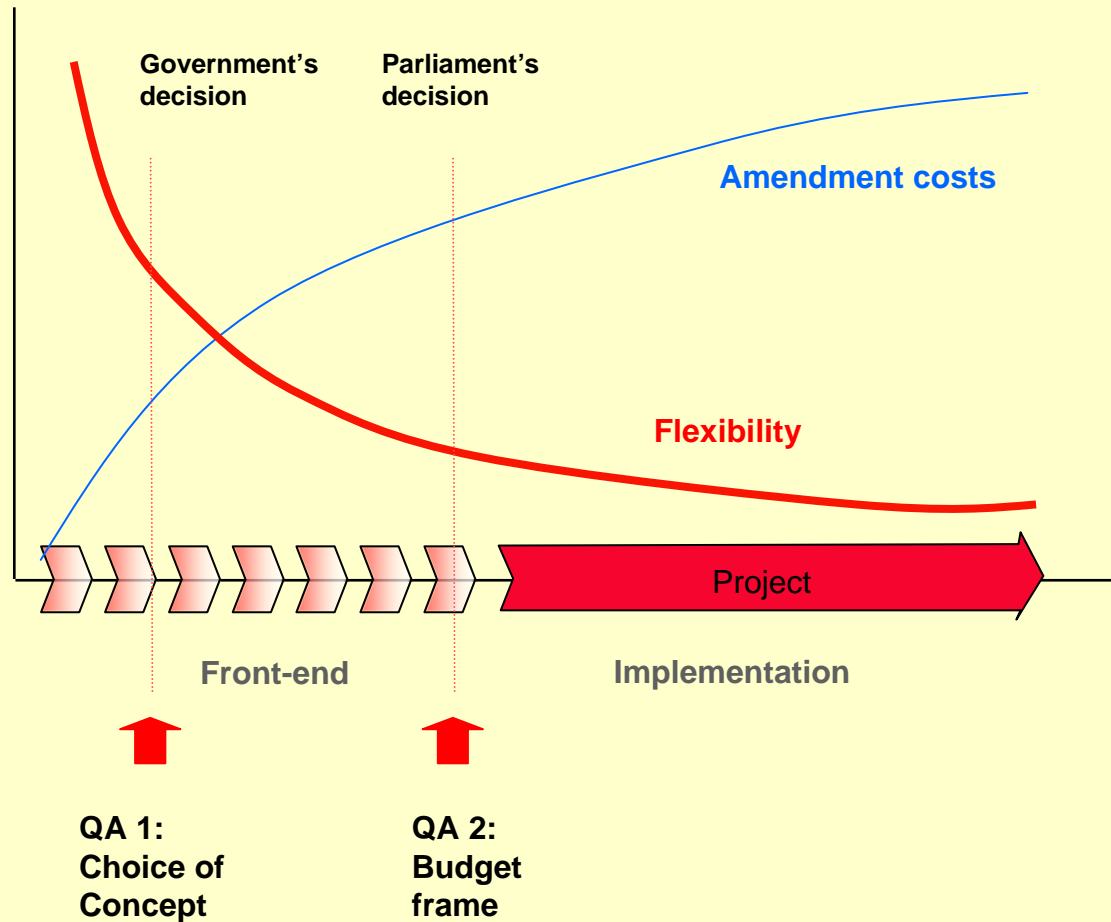 Government’s
decision
Parliament’s
decision
Amendment costs
Flexibility
Project
Front-end
Implementation
QA 1:
Choice of
Concept
QA 2:
Budget
frame